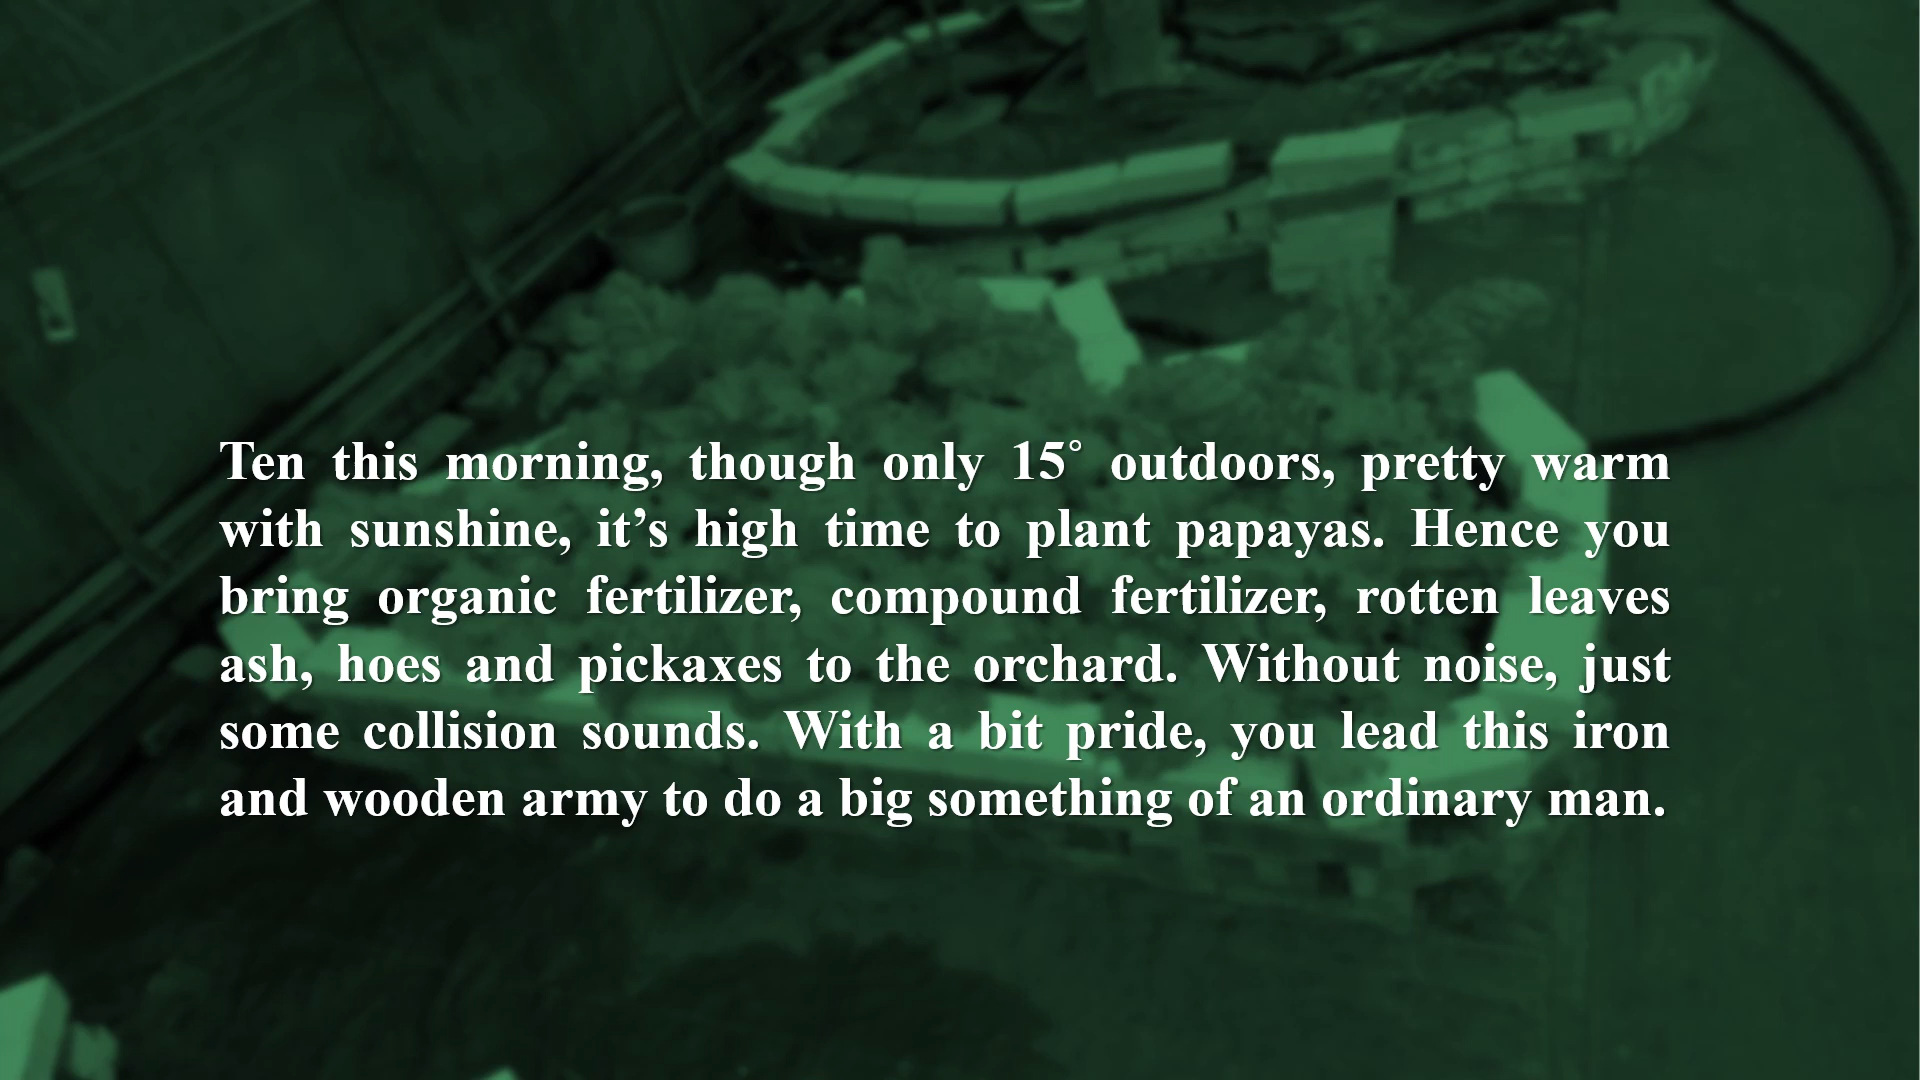 Ten this morning, though only 15˚ outdoors, pretty warm
with sunshine, it’s high time to plant papayas. Hence you
bring organic fertilizer, compound fertilizer, rotten leaves
ash, hoes and pickaxes to the orchard. Without noise, just
some collision sounds. With a bit pride, you lead this iron
and wooden army to do a big something of an ordinary man.